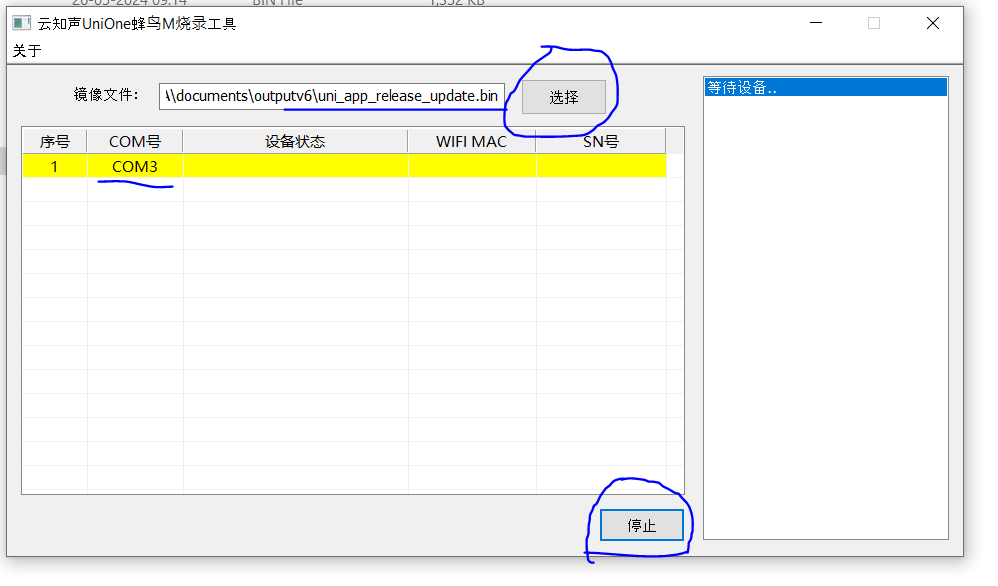 云知声UniOne蜂鸟M烧录工具
关于
镜像文件: \\documents\outputv6\uni_app_release_update.bin 选择
等待设备..
序号 COM号 设备状态 WIFI MAC SN号
1 COM3
停止